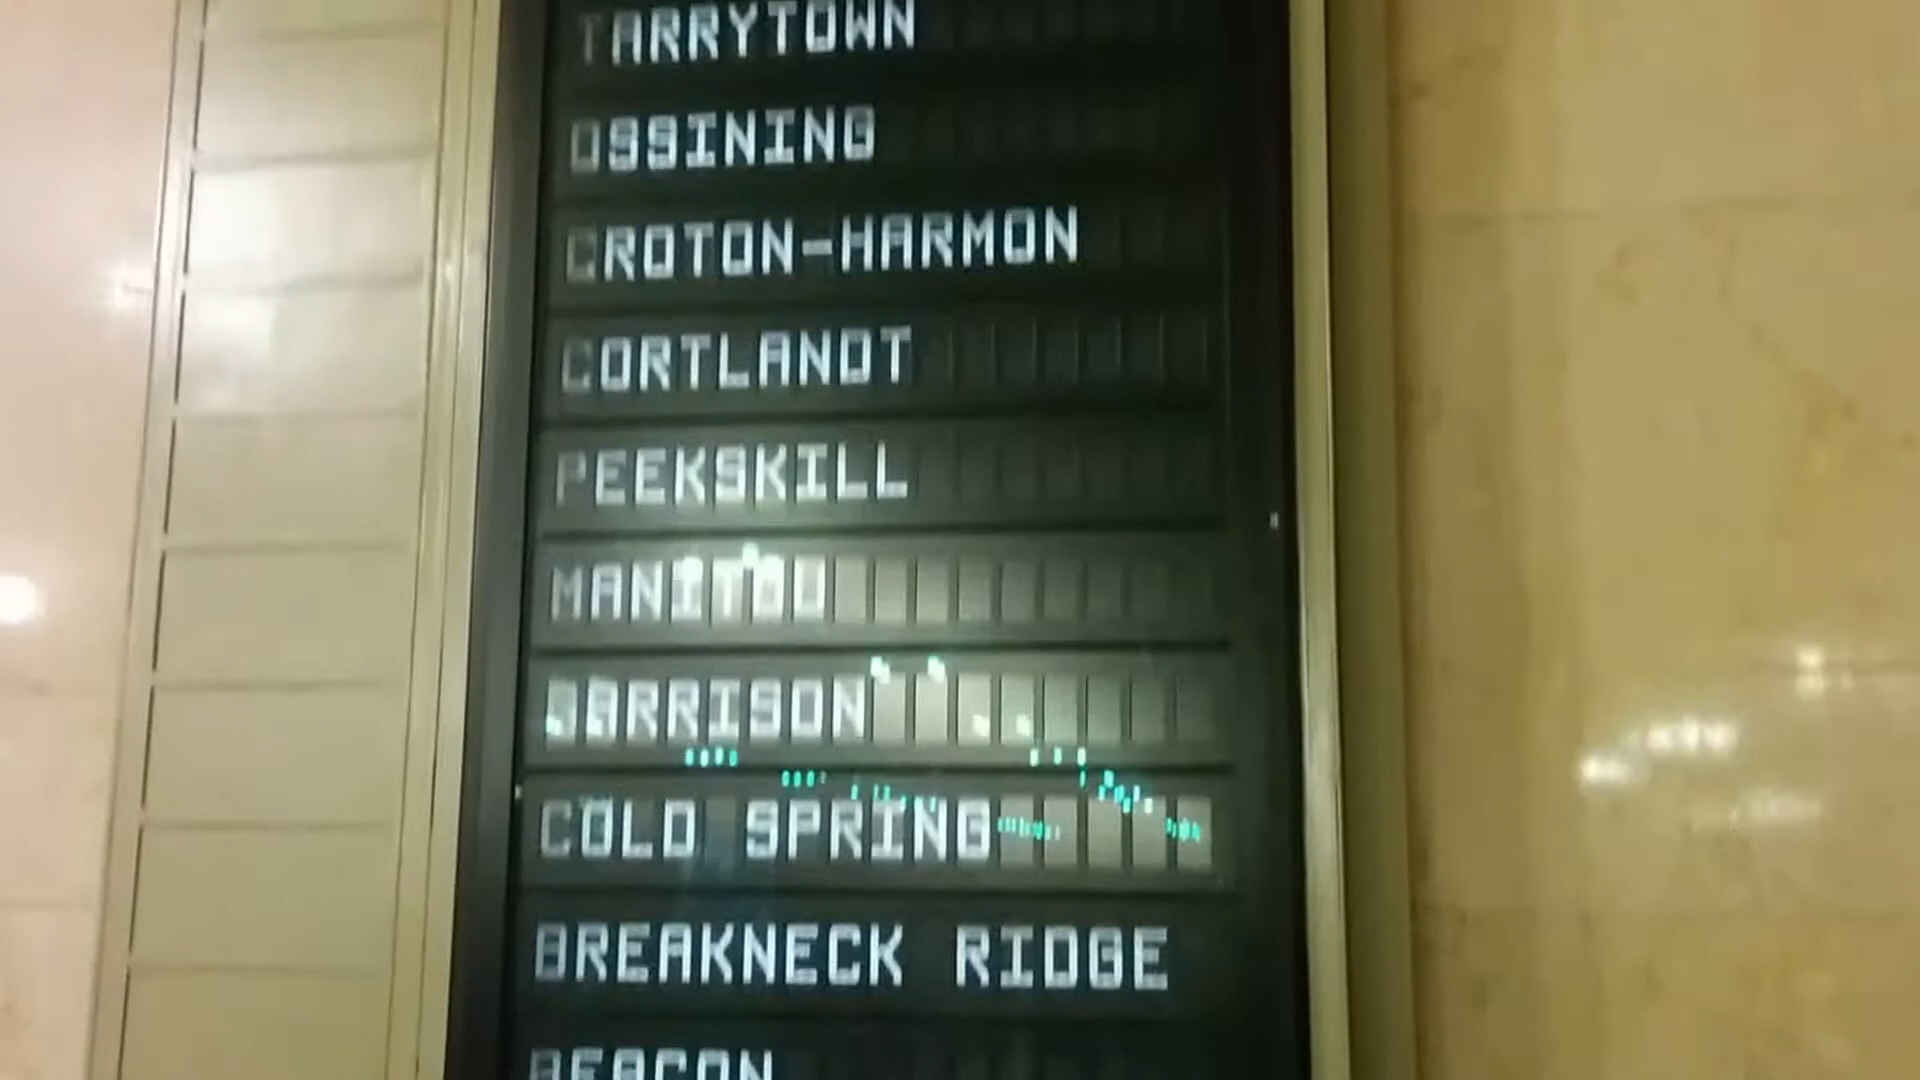 TARRYTOWN
OSSINING
CROTON-HARMON
CORTLANDT
PEEKSKILL
MANITOU
GARRISON
COLD SPRING
BREAKNECK RIDGE
BEACON